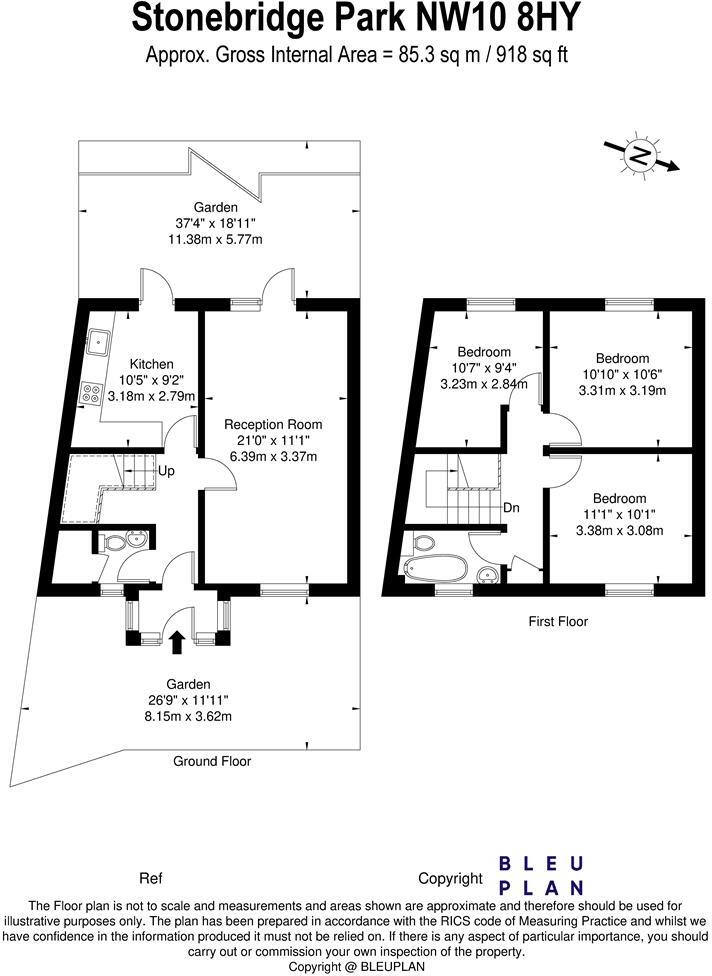 Stonebridge Park NW10 8HY
Approx. Gross Internal Area = 85.3 sq m / 918 sq ft
N
Garden
37'4" x 18'11"
11.38m x 5.77m
Kitchen
10'5" x 9'2"
3.18m x 2.79m
Reception Room
21'0" x 11'1"
6.39m x 3.37m
Up
Garden
26'9" x 11'11"
8.15m x 3.62m
Ground Floor
Bedroom
10'7" x 9'4"
3.23m x 2.84m
Bedroom
10'10" x 10'6"
3.31m x 3.19m
Dn
Bedroom
11'1" x 10'1"
3.38m x 3.08m
First Floor
Ref
Copyright
BLEU
PLAN
The Floor plan is not to scale and measurements and areas shown are approximate and therefore should be used for
illustrative purposes only. The plan has been prepared in accordance with the RICS code of Measuring Practice and whilst we
have confidence in the information produced it must not be relied on. If there is any aspect of particular importance, you should
carry out or commission your own inspection of the property.
Copyright @ BLEUPLAN